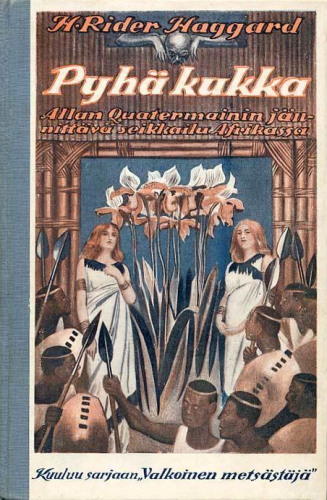 H. Rider Haggard
Pyhä kukka
Allan Quatermainin jän-
nittävä seikkailu Afrikassa.
Kuuluu sarjaan „Valkoinen metsästäjä”